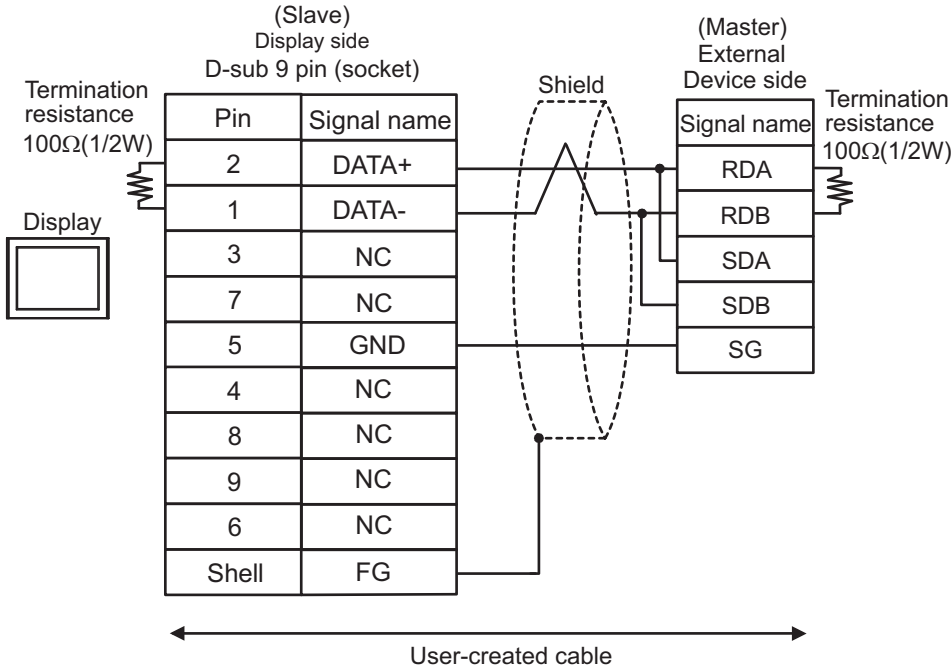 (Slave)
Display side
D-sub 9 pin (socket)
(Master)
External
Device side
Termination
resistance
100Ω(1/2W)
Shield
Termination
resistance
100Ω(1/2W)
Display
Pin Signal name
2 DATA+
1 DATA-
3 NC
7 NC
5 GND
4 NC
8 NC
9 NC
6 NC
Shell FG
Signal name
RDA
RDB
SDA
SDB
SG
User-created cable